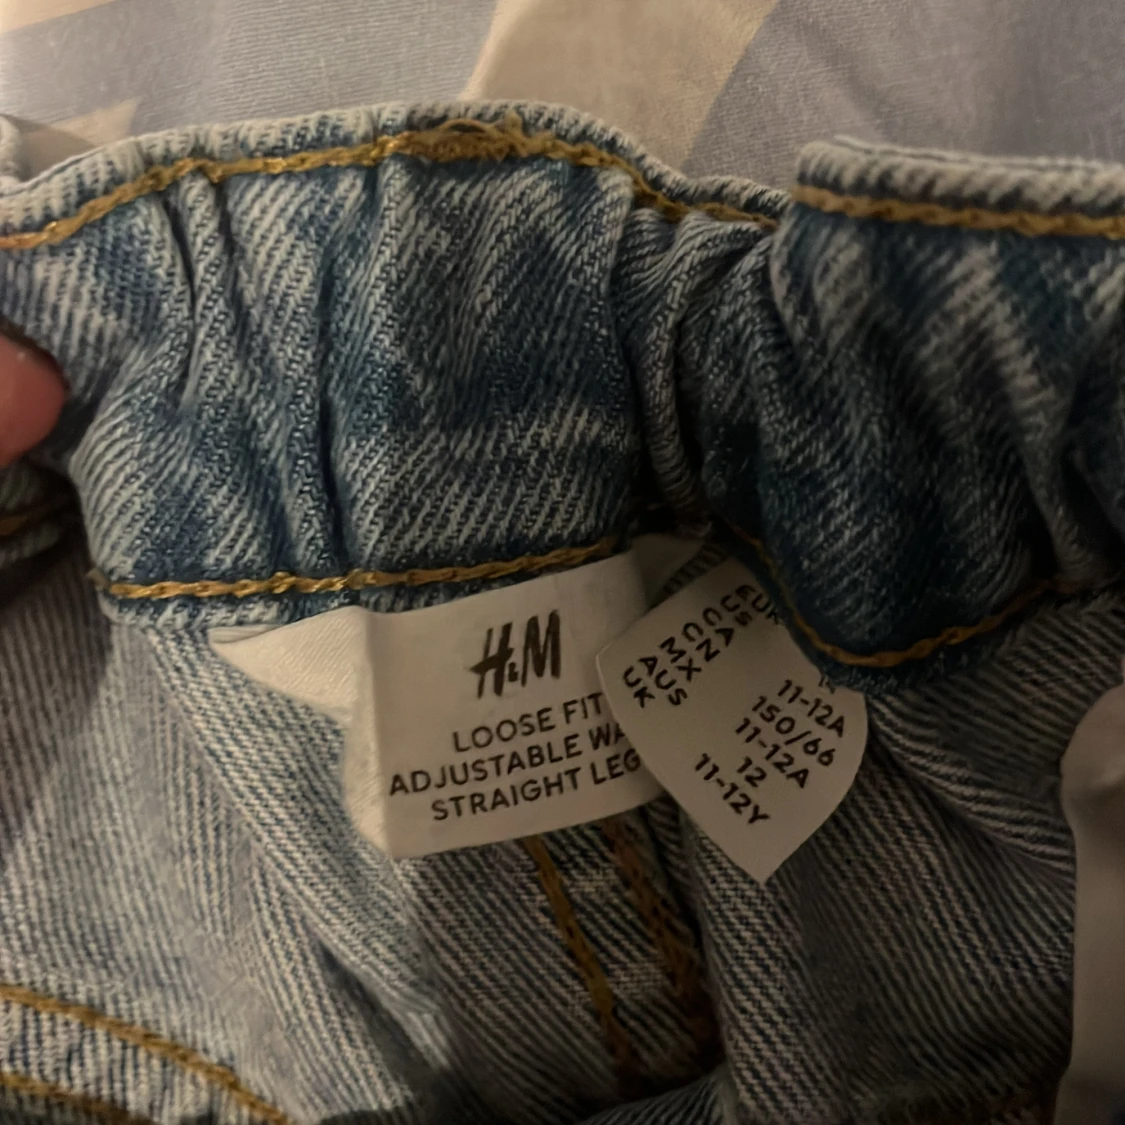 H&M
LOOSE FIT
ADJUSTABLE
STRAIGHT LEG
EUR
US
CA
CN
MX
AUS
UK
11-12A
150/66
11-12A
12
11-12Y